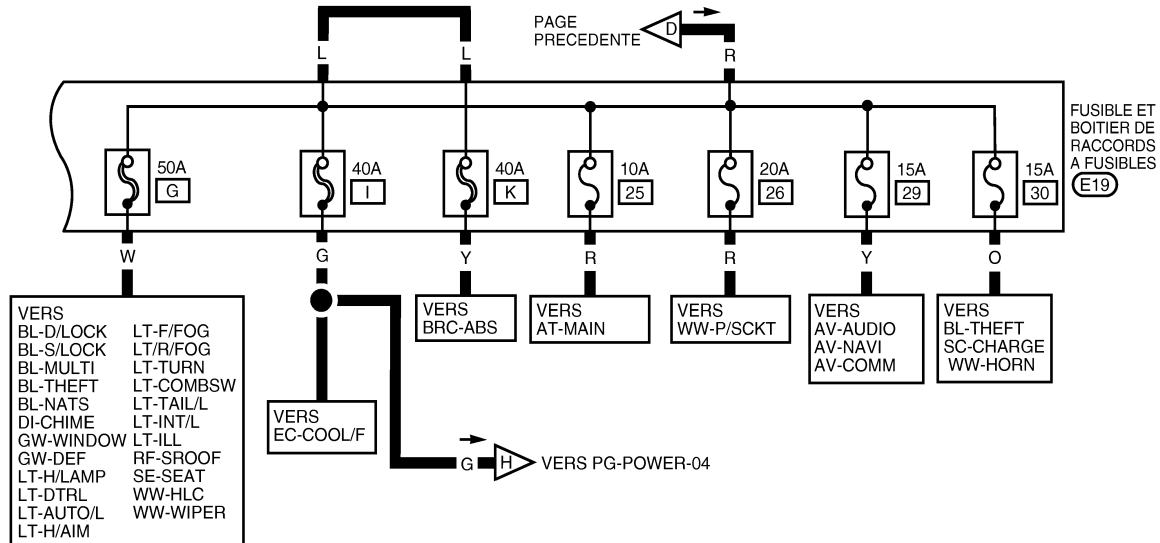 PAGE
PRECEDENTE
D
L
L
R
FUSIBLE ET
BOITIER DE
RACCORDS
A FUSIBLES
E19
50A
G
40A
I
40A
K
10A
25
20A
26
15A
29
15A
30
W
G
Y
R
R
Y
O
VERS
BL-D/LOCK
BL-S/LOCK
BL-MULTI
BL-THEFT
BL-NATS
DI-CHIME
GW-WINDOW
GW-DEF
LT-H/LAMP
LT-DTRL
LT-AUTO/L
LT-H/AIM
LT-F/FOG
LT/R/FOG
LT-TURN
LT-COMBSW
LT-TAIL/L
LT-INT/L
LT-ILL
RF-SROOF
SE-SEAT
WW-HLC
WW-WIPER
VERS
EC-COOL/F
VERS
BRC-ABS
VERS
AT-MAIN
VERS
WW-P/SCKT
VERS
AV-AUDIO
AV-NAVI
AV-COMM
VERS
BL-THEFT
SC-CHARGE
WW-HORN
G
H
VERS PG-POWER-04